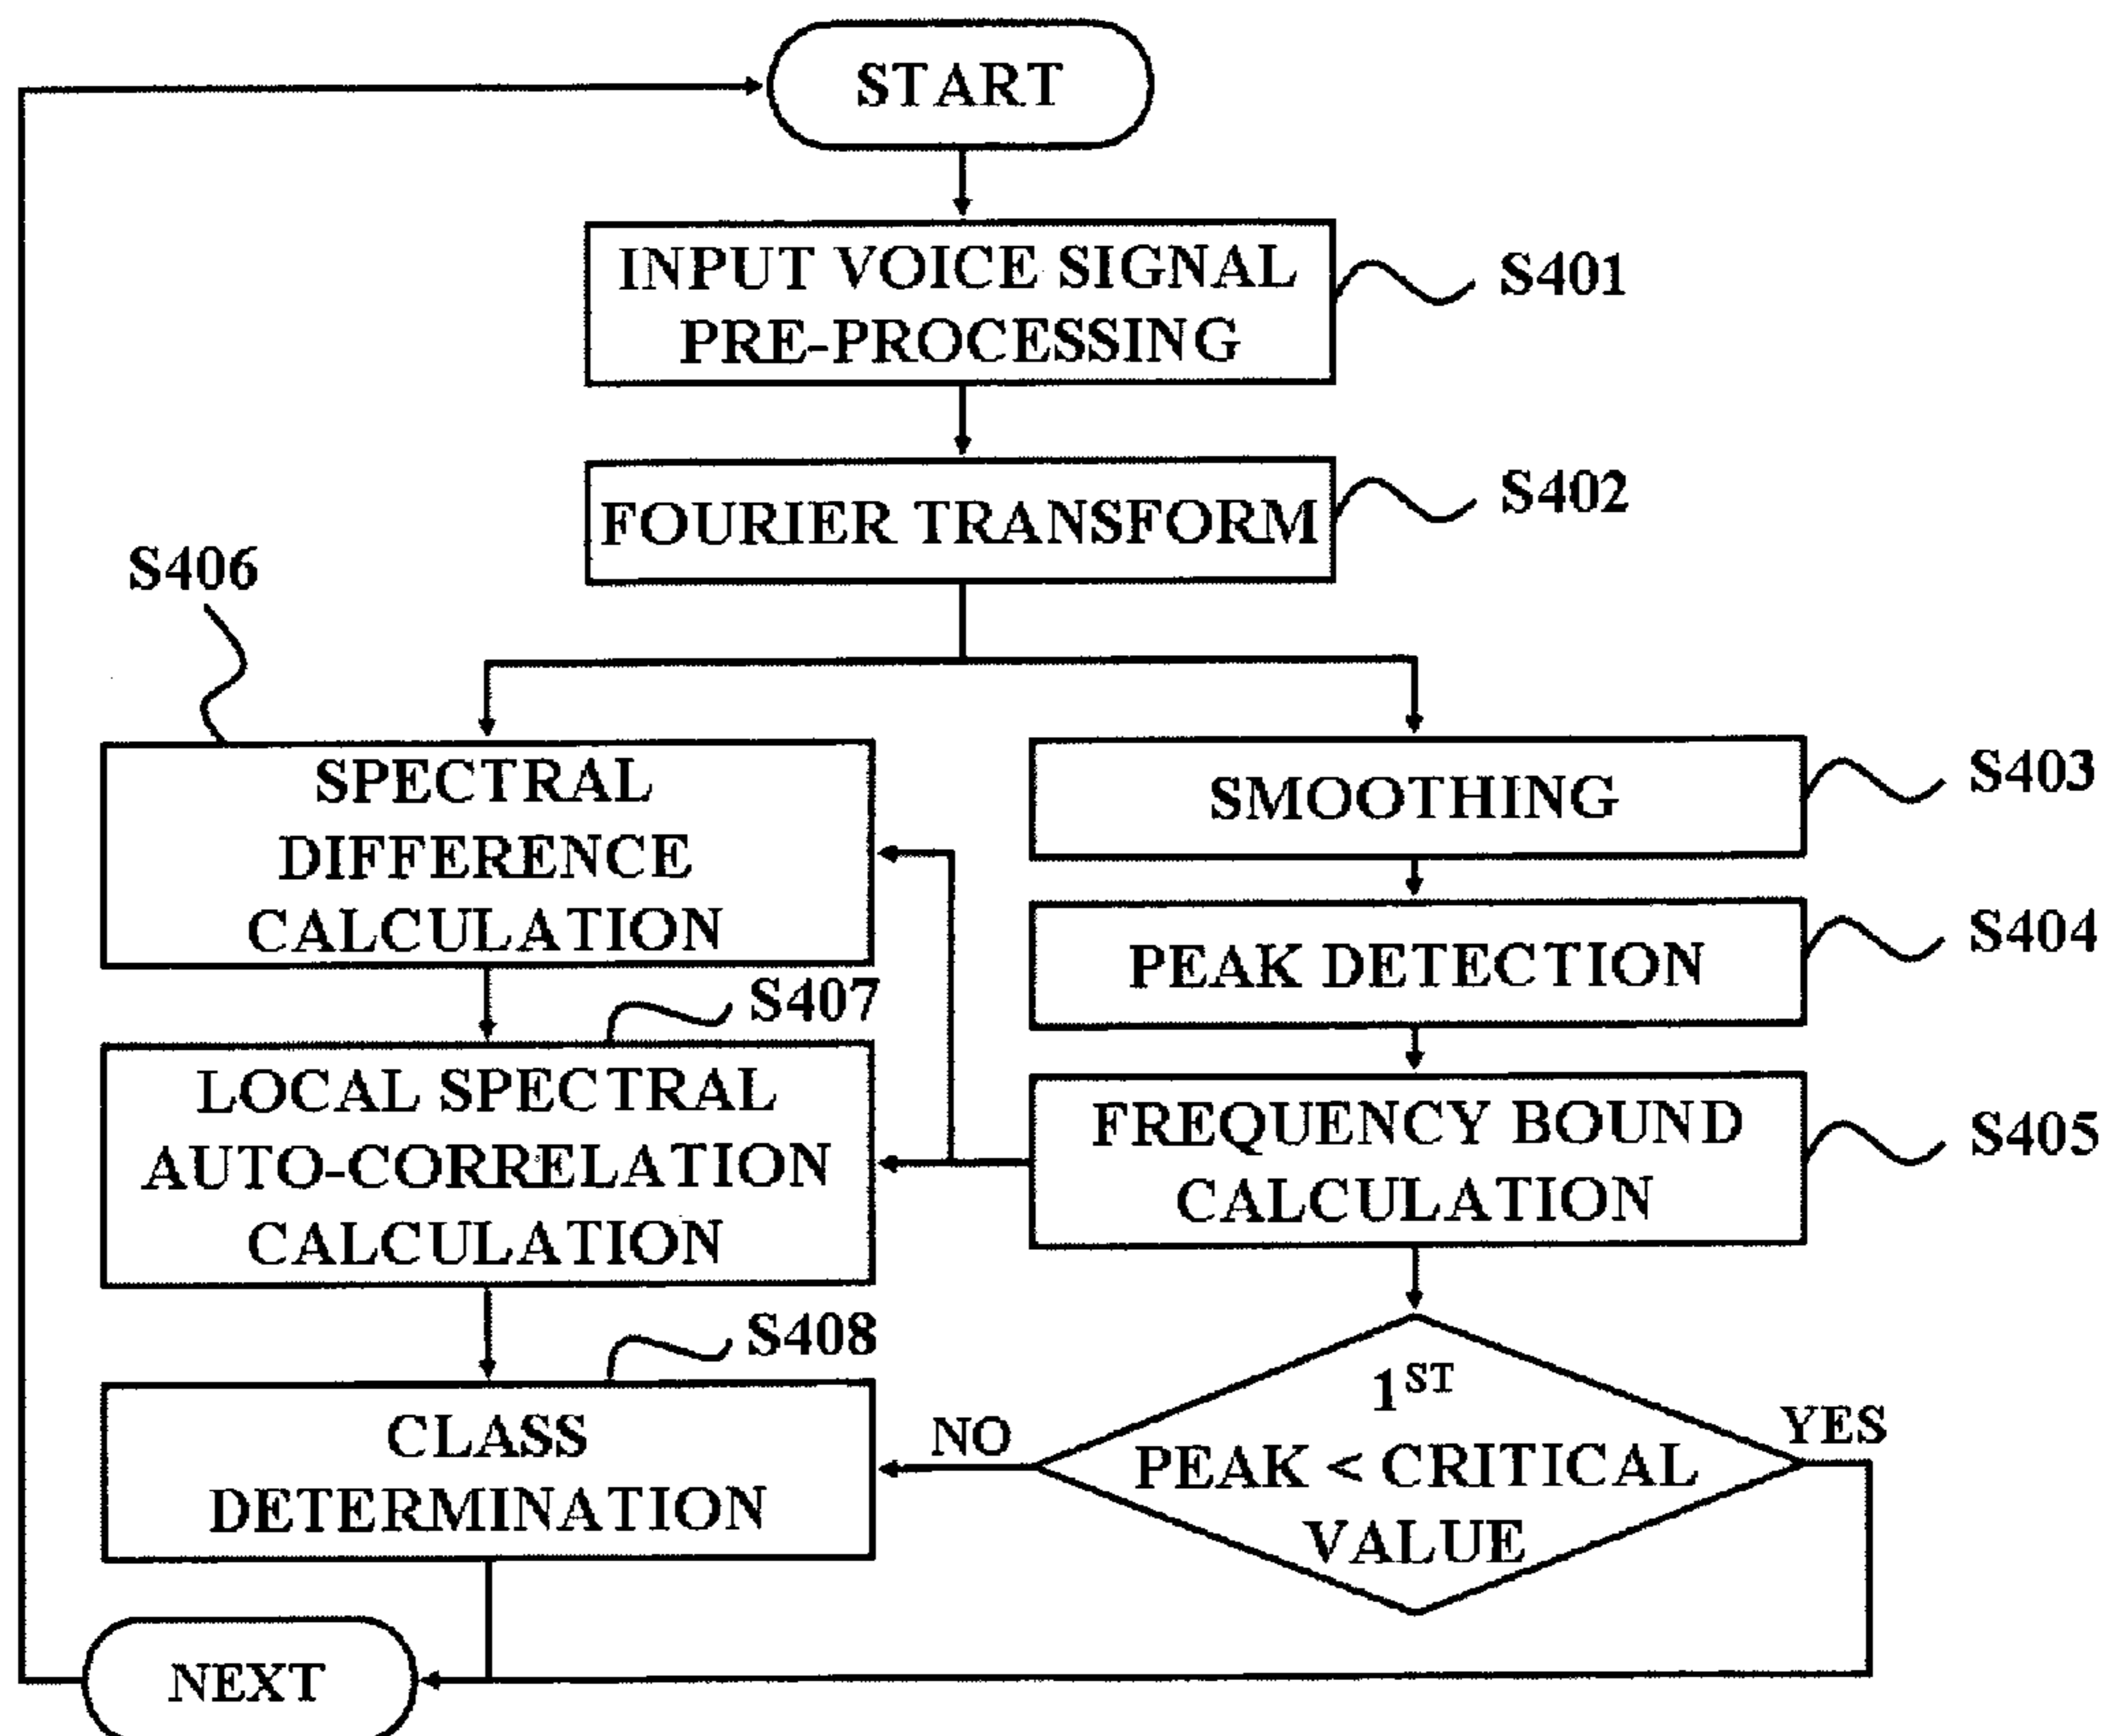 START
INPUT VOICE SIGNAL
PRE-PROCESSING
S401
FOURIER TRANSFORM
S402
S406
SPECTRAL
DIFFERENCE
CALCULATION
SMOOTHING
S403
PEAK DETECTION
S404
S407
LOCAL SPECTRAL
AUTO-CORRELATION
CALCULATION
FREQUENCY BOUND
CALCULATION
S405
S408
CLASS
DETERMINATION
NO
1ST
PEAK < CRITICAL
VALUE
YES
NEXT